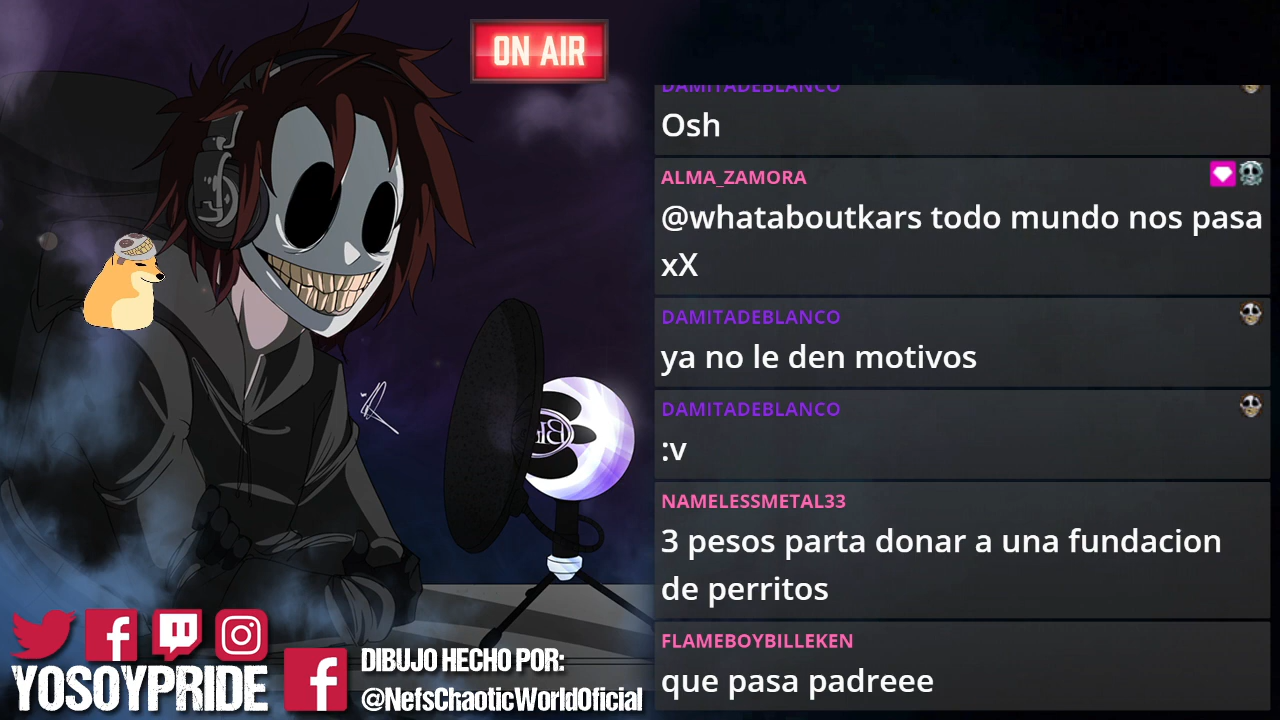 ON AIR
DAMITADEBLANCO
Osh
ALMA_ZAMORA
@whataboutkars todo mundo nos pasa
xX
DAMITADEBLANCO
ya no le den motivos
DAMITADEBLANCO
:v
NAMELESSMETAL33
3 pesos parta donar a una fundacion
de perritos
FLAMEBOYBILLEKEN
que pasa padreee
YOSOYPRIDE
DIBUJO HECHO POR:
@NefsChaoticWorldOficial